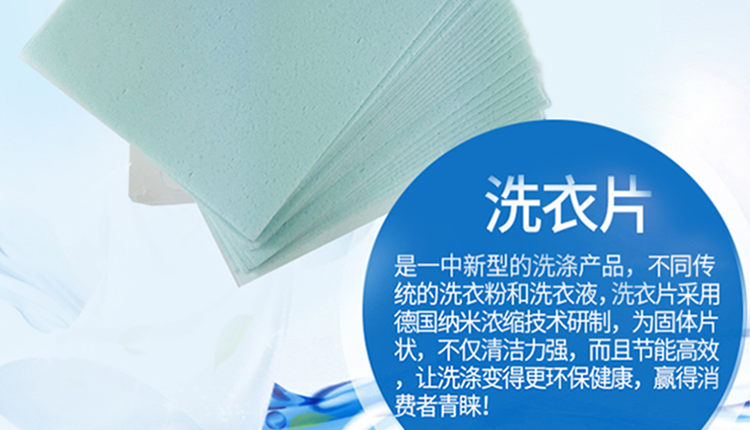 洗衣片
是一中新型的洗涤产品，不同传
统的洗衣粉和洗衣液，洗衣片采用
德国纳米浓缩技术研制，为固体片
状，不仅清洁力强，而且节能高效
，让洗涤变得更环保健康，赢得消
费者青睐！